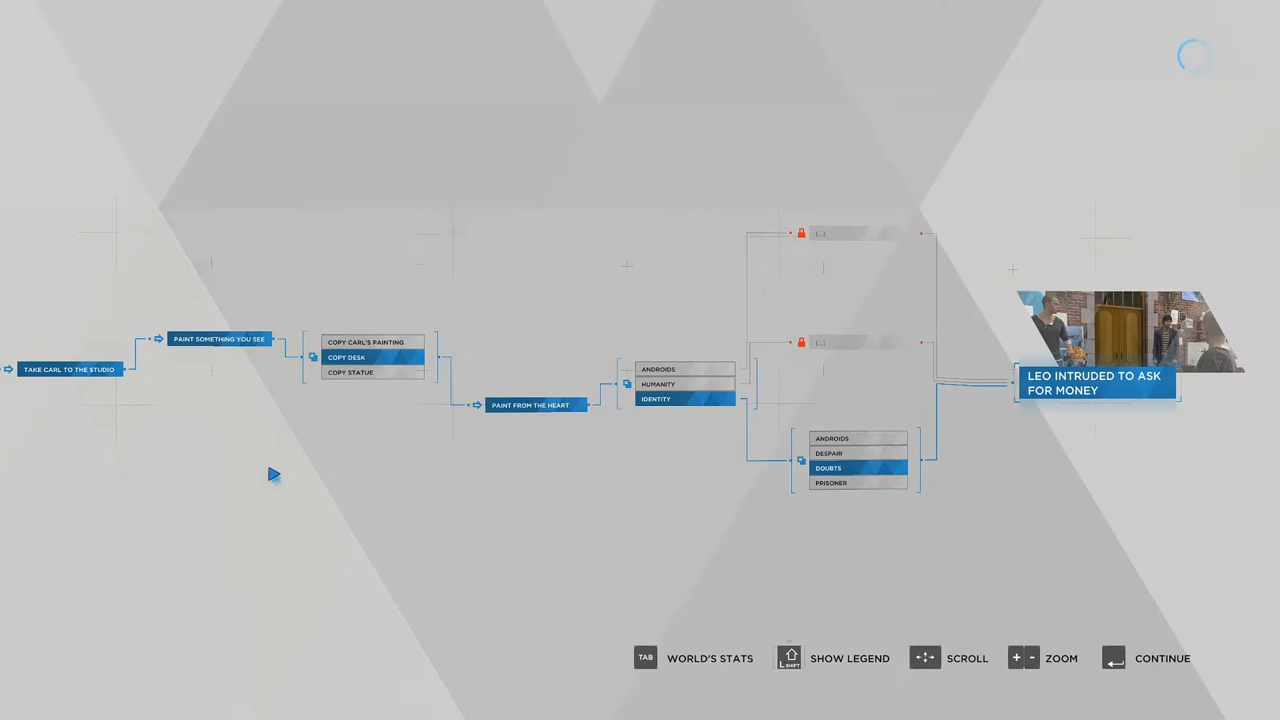 TAKE CARL TO THE STUDIO
PAINT SOMETHING YOU SEE
COPY CARL'S PAINTING
COPY DESK
COPY STATUE
PAINT FROM THE HEART
ANDROIDS
HUMANITY
IDENTITY
[...]
[...]
ANDROIDS
DESPAIR
DOUBTS
PRISONER
LEO INTRUDED TO ASK
FOR MONEY
TAB WORLD'S STATS
L SHIFT SHOW LEGEND
SCROLL
+ - ZOOM
CONTINUE